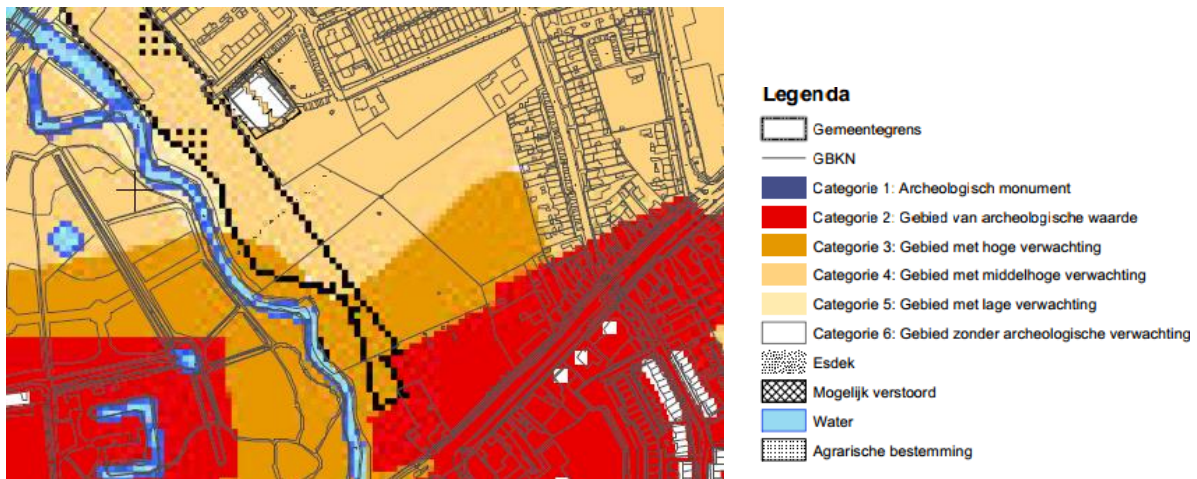 Legenda
Gemeentegrens
GBKN
Categorie 1: Archeologisch monument
Categorie 2: Gebied van archeologische waarde
Categorie 3: Gebied met hoge verwachting
Categorie 4: Gebied met middelhoge verwachting
Categorie 5: Gebied met lage verwachting
Categorie 6: Gebied zonder archeologische verwachting
Esdek
Mogelijk verstoord
Water
Agrarische bestemming